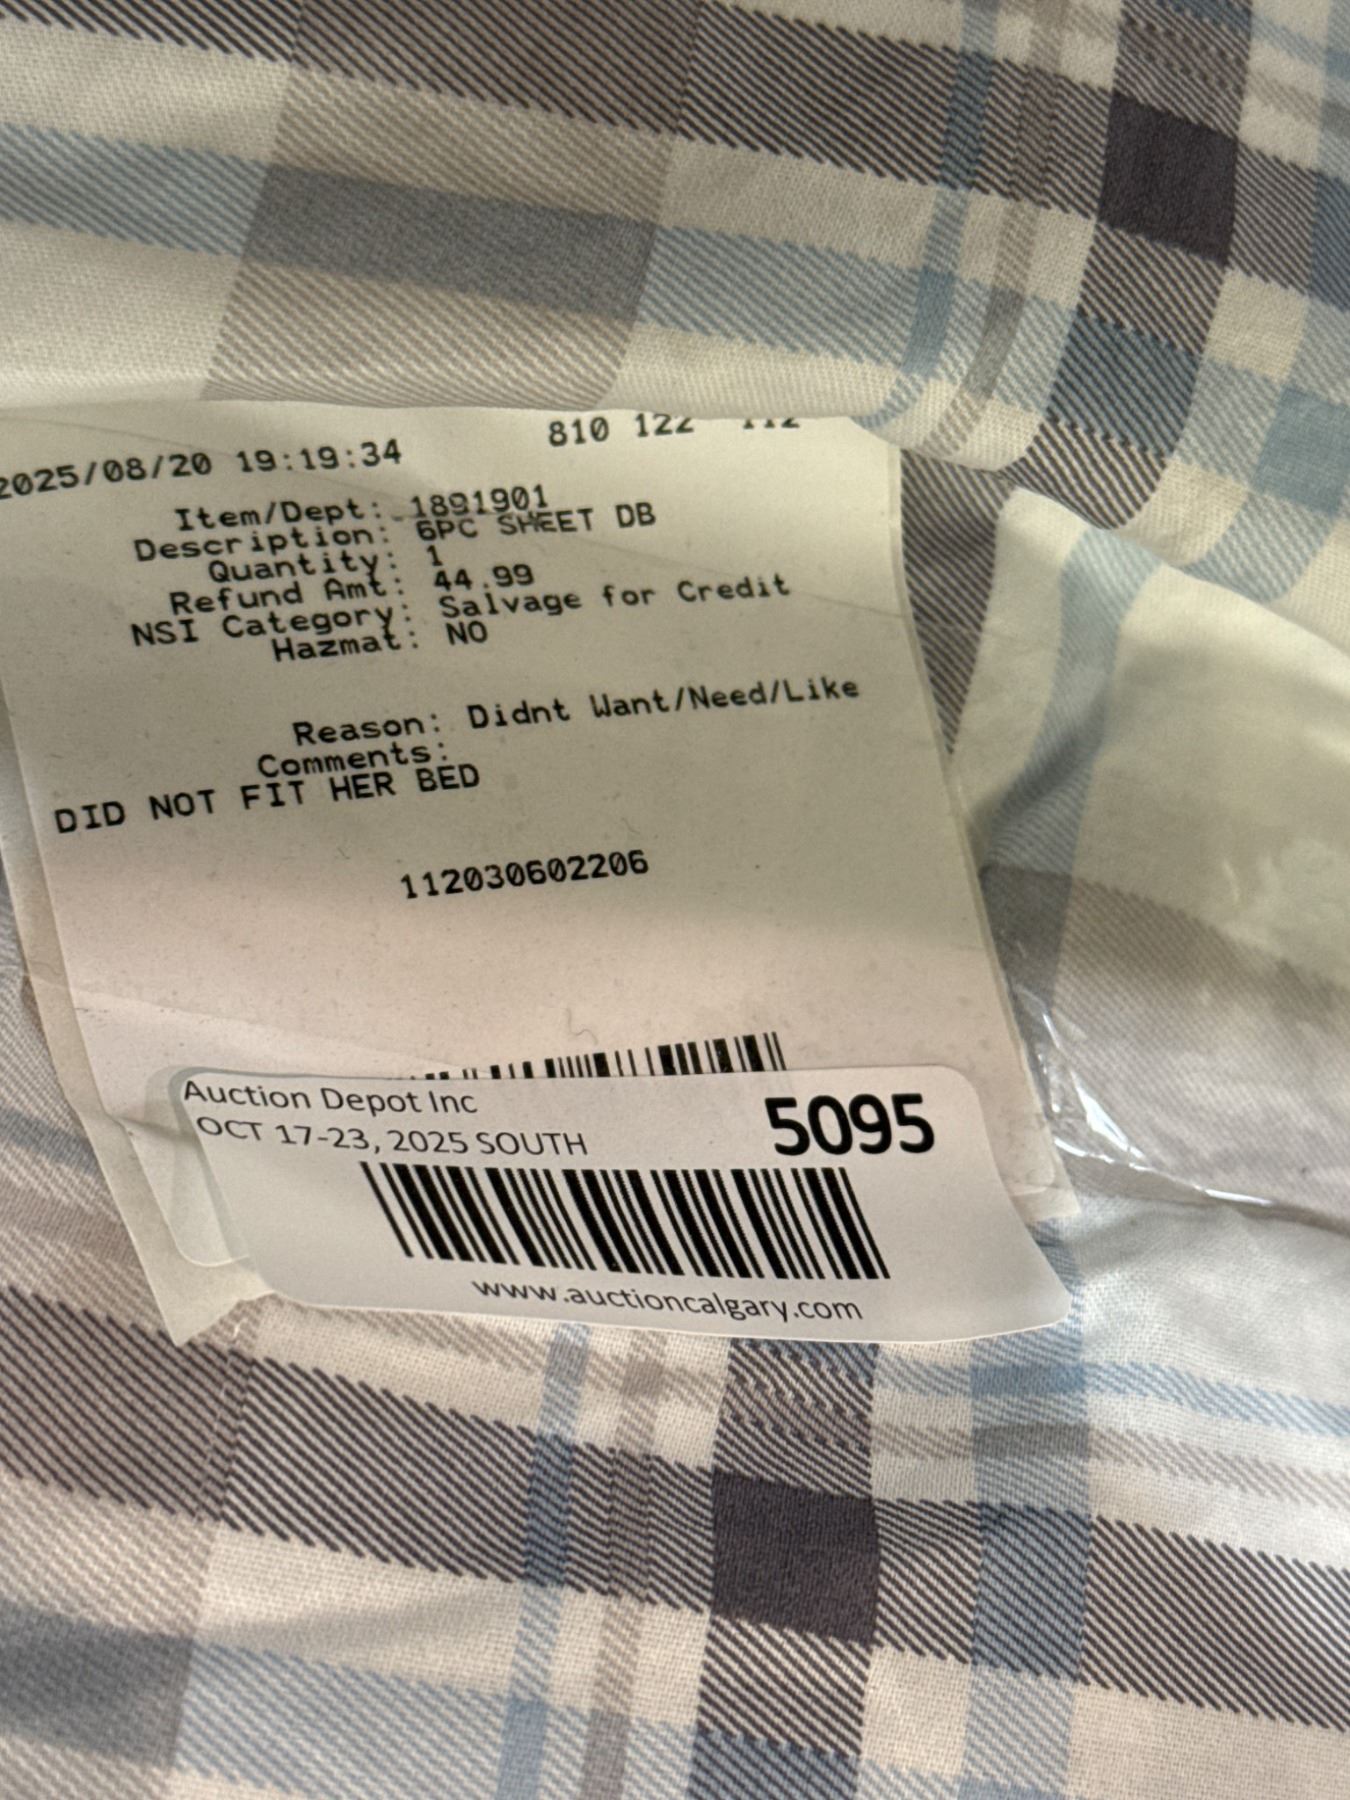 810 122
2025/08/20 19:19:34
Item/Dept: 1891901
Description: 6PC SHEET DB
Quantity: 1
Refund Amt: 44.99
NSI Category: Salvage for Credit
Hazmat: NO
Reason: Didnt Want/Need/Like
Comments:
DID NOT FIT HER BED
112030602206
Auction Depot Inc
OCT 17-23, 2025 SOUTH
5095
www.auctioncalgary.com